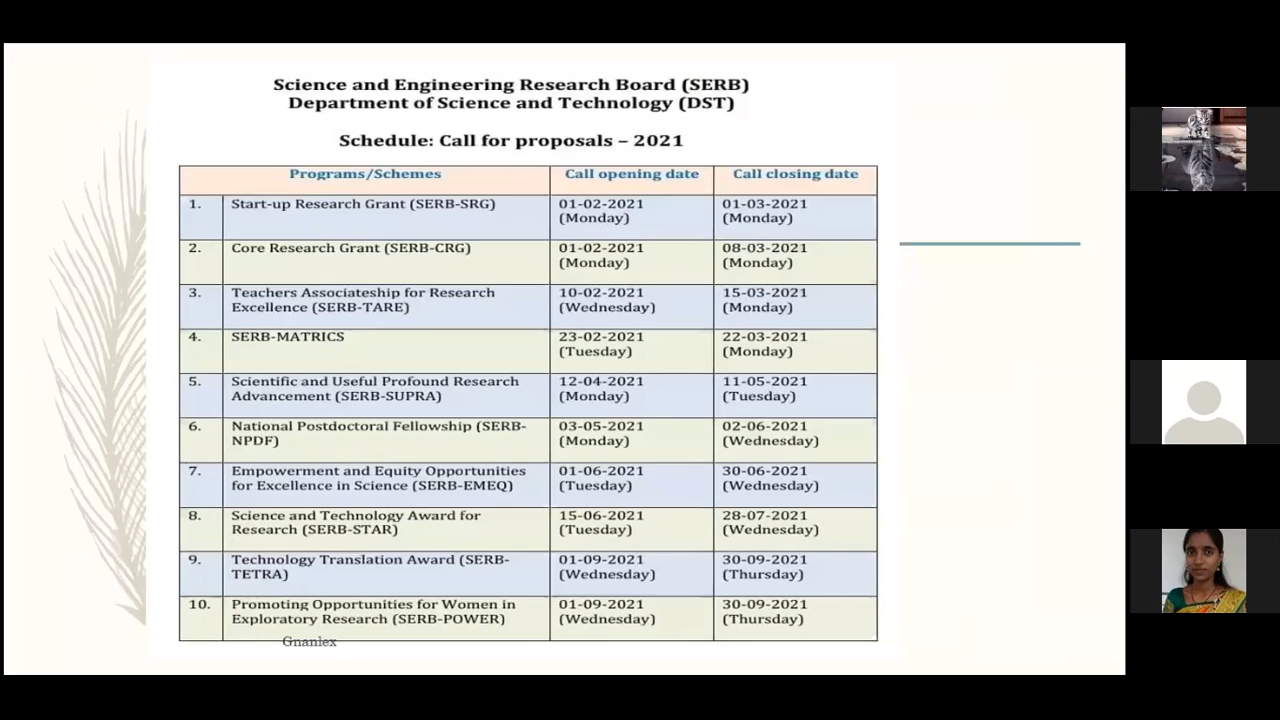 Science and Engineering Research Board (SERB)
Department of Science and Technology (DST)
Schedule: Call for proposals – 2021
Programs/Schemes Call opening date Call closing date
1. Start-up Research Grant (SERB-SRG) 01-02-2021 01-03-2021
(Monday) (Monday)
2. Core Research Grant (SERB-CRG) 01-02-2021 08-03-2021
(Monday) (Monday)
3. Teachers Associateship for Research 10-02-2021 15-03-2021
Excellence (SERB-TARE) (Wednesday) (Monday)
4. SERB-MATRICS 23-02-2021 22-03-2021
(Tuesday) (Monday)
5. Scientific and Useful Profound Research 12-04-2021 11-05-2021
Advancement (SERB-SUPRA) (Monday) (Tuesday)
6. National Postdoctoral Fellowship (SERB- 03-05-2021 02-06-2021
NPDF) (Monday) (Wednesday)
7. Empowerment and Equity Opportunities 01-06-2021 30-06-2021
for Excellence in Science (SERB-EMEQ) (Tuesday) (Wednesday)
8. Science and Technology Award for 15-06-2021 28-07-2021
Research (SERB-STAR) (Tuesday) (Wednesday)
9. Technology Translation Award (SERB- 01-09-2021 30-09-2021
TETRA) (Wednesday) (Thursday)
10. Promoting Opportunities for Women in 01-09-2021 30-09-2021
Exploratory Research (SERB-POWER) (Wednesday) (Thursday)
Gnanlex